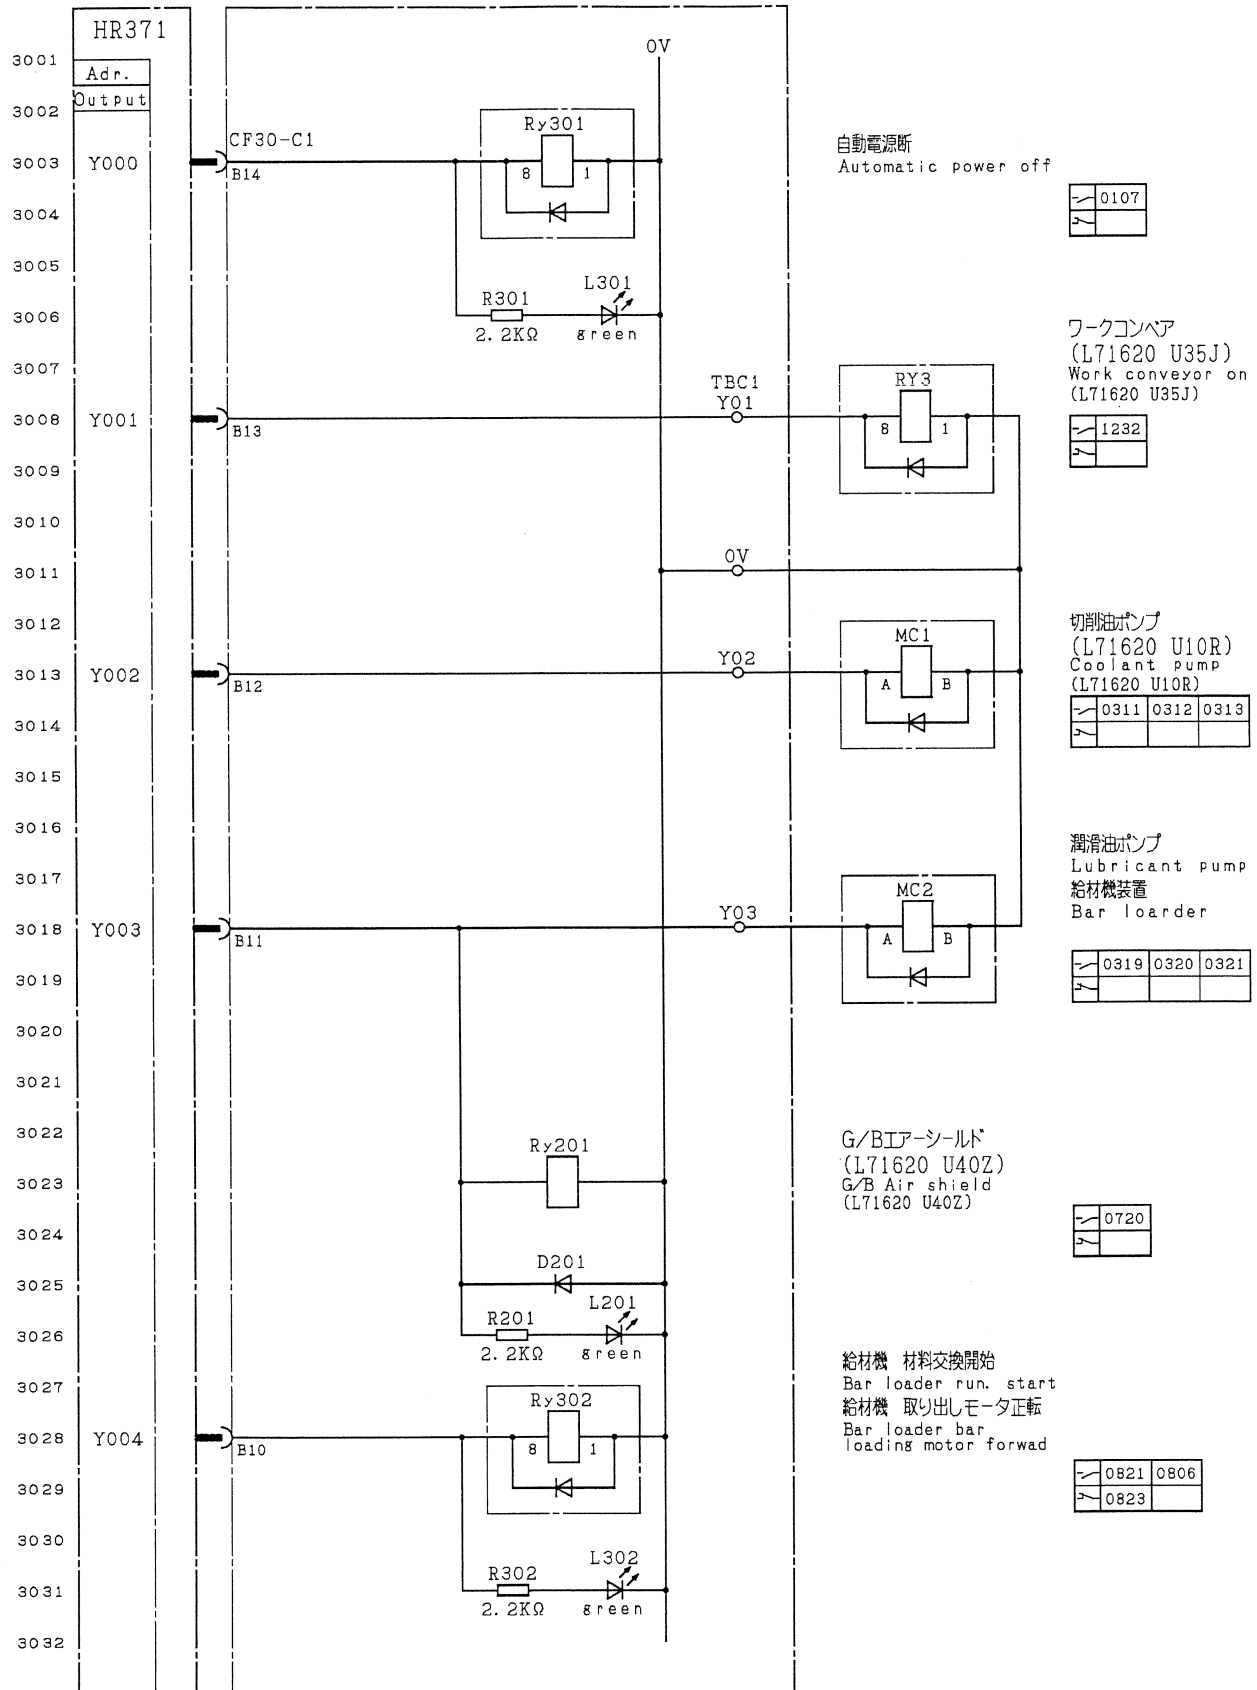 HR371
0V
3001
Adr.
Output
3002
CF30-C1
Ry301
自動電源断
Automatic power off
3003
Y000
B14
8 1
3004
0107
3005
L301
R301
3006
2.2KΩ
green
ワークコンベア
(L71620 U35J)
Work conveyor on
(L71620 U35J)
3007
TBC1
Y01
RY3
3008
Y001
B13
8 1
1232
3009
3010
0V
3011
3012
切削油ポンプ
(L71620 U10R)
Coolant pump
(L71620 U10R)
MC1
Y02
3013
Y002
B12
A B
0311 0312 0313
3014
3015
3016
潤滑油ポンプ
Lubricant pump
給材機装置
Bar loarder
3017
MC2
Y03
3018
Y003
B11
A B
0319 0320 0321
3019
3020
3021
3022
Ry201
G/Bエアーシールド
(L71620 U40Z)
G/B Air shield
(L71620 U40Z)
3023
0720
3024
D201
3025
L201
R201
3026
2.2KΩ
green
給材機 材料交換開始
Bar loader run. start
給材機 取り出しモータ正転
Bar loader bar
loading motor forwad
3027
Ry302
3028
Y004
B10
8 1
0821 0806
0823
3029
3030
L302
R302
3031
2.2KΩ
green
3032